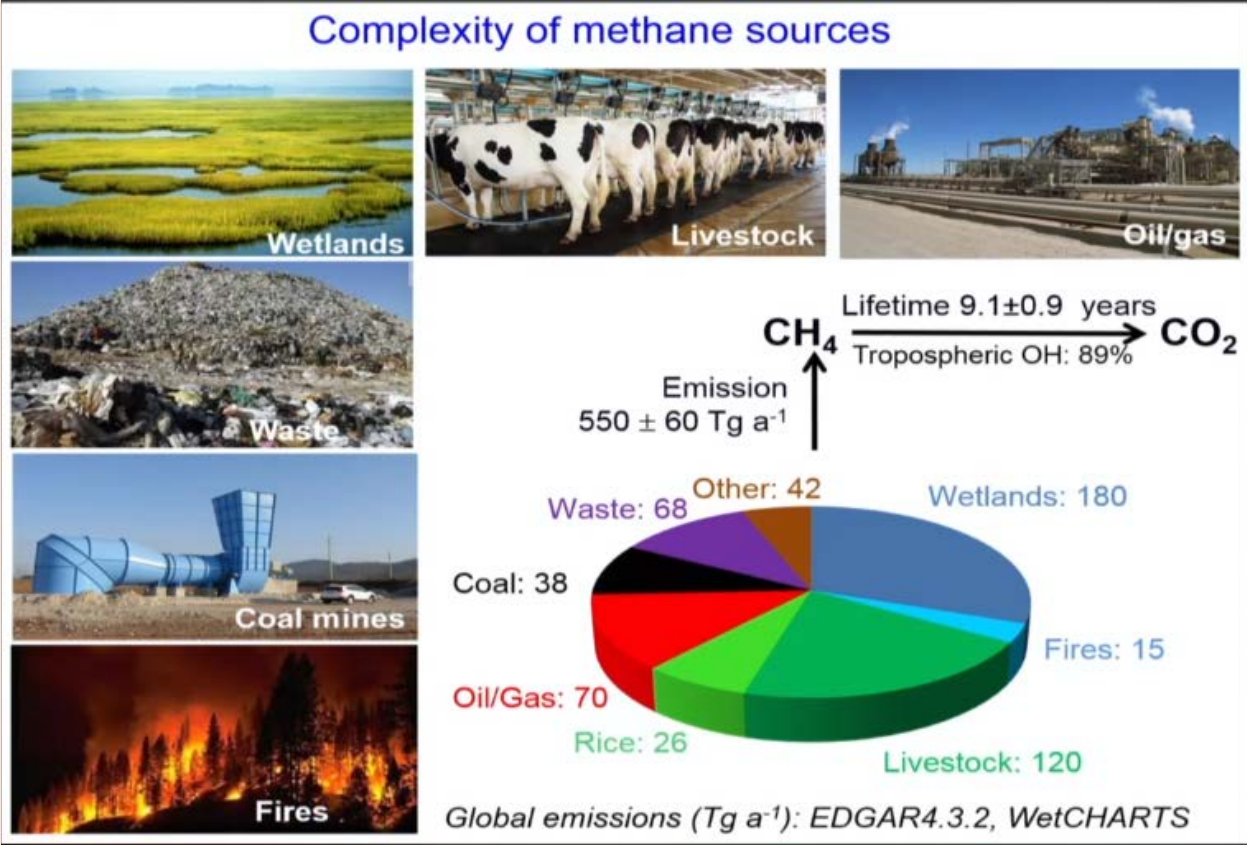 Complexity of methane sources
Wetlands
Livestock
Oil/gas
Waste
Coal mines
Fires
Lifetime 9.1±0.9 years
CH₄
CO₂
Tropospheric OH: 89%
Emission
550 ± 60 Tg a⁻¹
Other: 42
Wetlands: 180
Waste: 68
Coal: 38
Fires: 15
Oil/Gas: 70
Rice: 26
Livestock: 120
Global emissions (Tg a⁻¹): EDGAR4.3.2, WetCHARTS